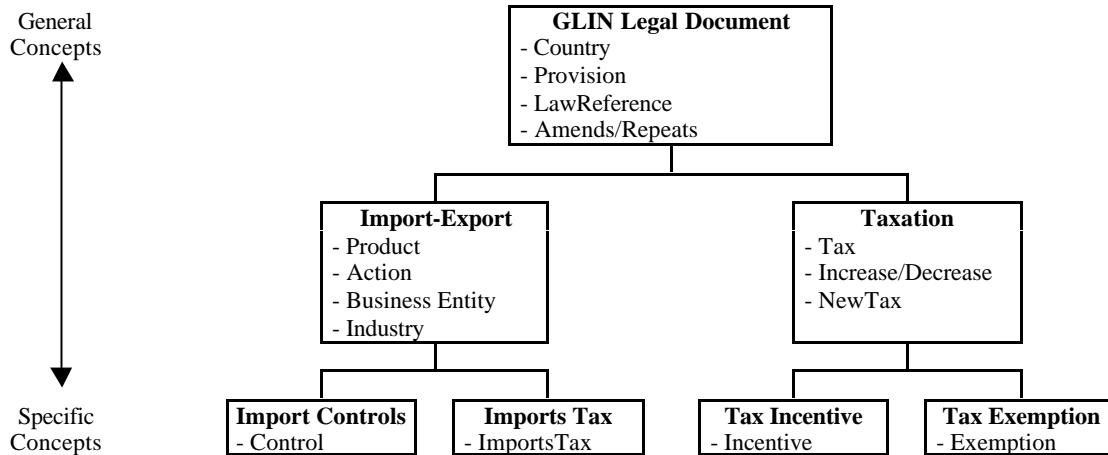 General
Concepts
GLIN Legal Document
- Country
- Provision
- LawReference
- Amends/Repeats
Import-Export
- Product
- Action
- Business Entity
- Industry
Taxation
- Tax
- Increase/Decrease
- NewTax
Specific
Concepts
Import Controls
- Control
Imports Tax
- ImportsTax
Tax Incentive
- Incentive
Tax Exemption
- Exemption